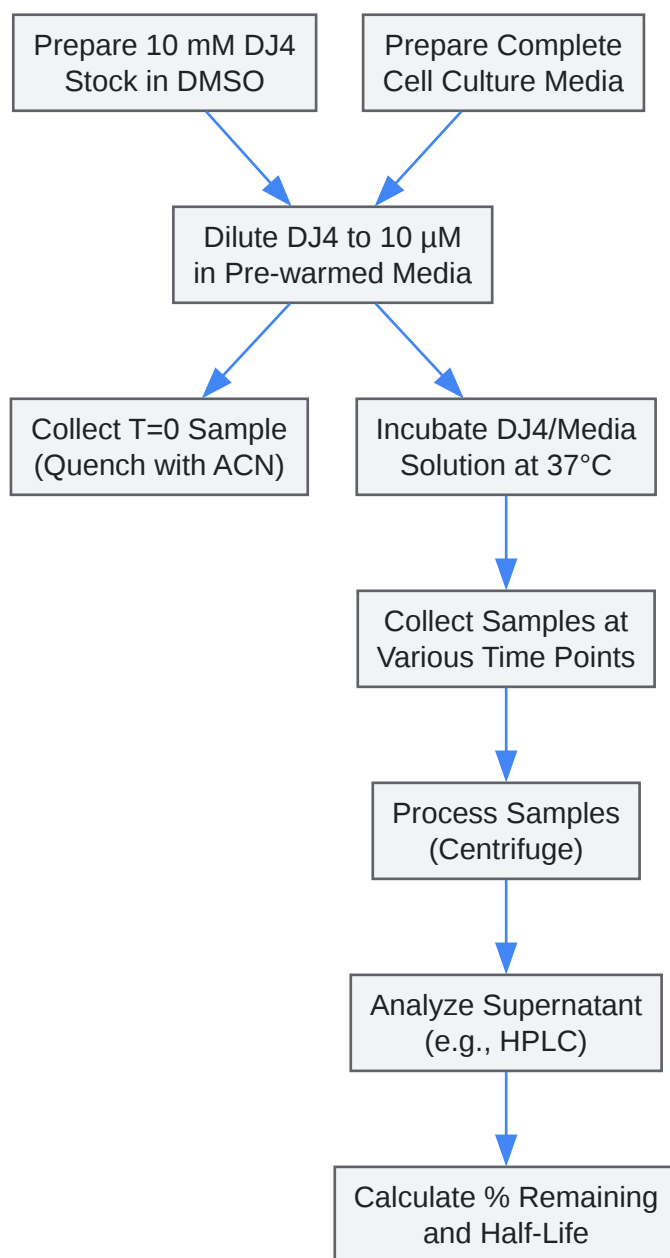 Prepare 10 mM DJ4
Stock in DMSO
Prepare Complete
Cell Culture Media
Dilute DJ4 to 10 µM
in Pre-warmed Media
Collect T=0 Sample
(Quench with ACN)
Incubate DJ4/Media
Solution at 37°C
Collect Samples at
Various Time Points
Process Samples
(Centrifuge)
Analyze Supernatant
(e.g., HPLC)
Calculate % Remaining
and Half-Life